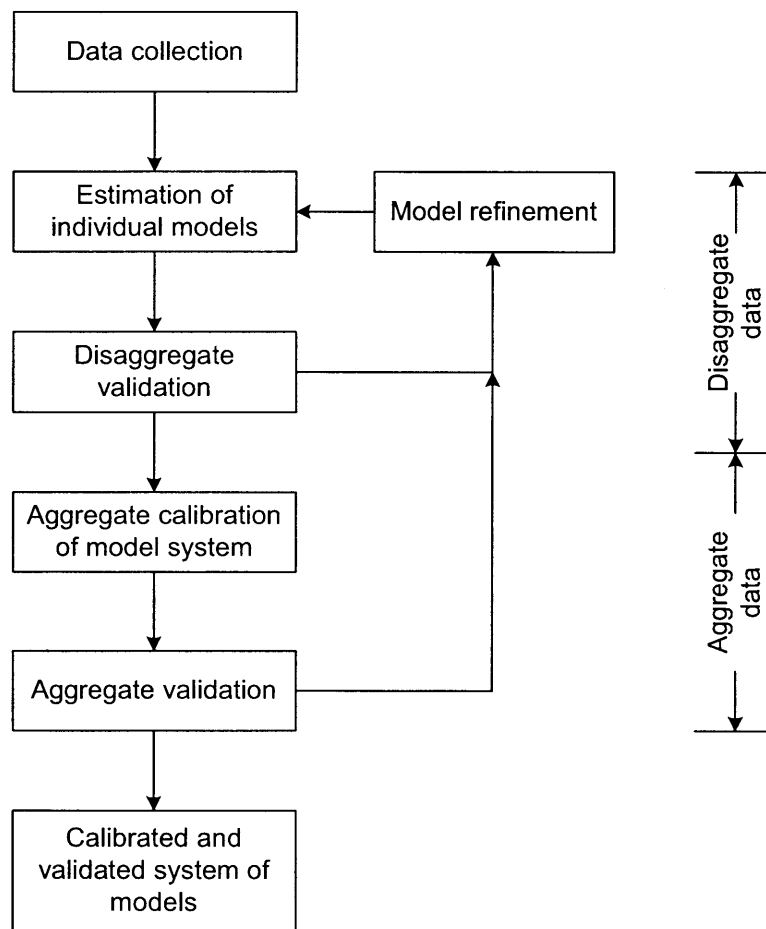 Data collection
Estimation of
individual models
Model refinement
Disaggregate
validation
Aggregate calibration
of model system
Aggregate validation
Calibrated and
validated system of
models
Disaggregate
data
Aggregate
data